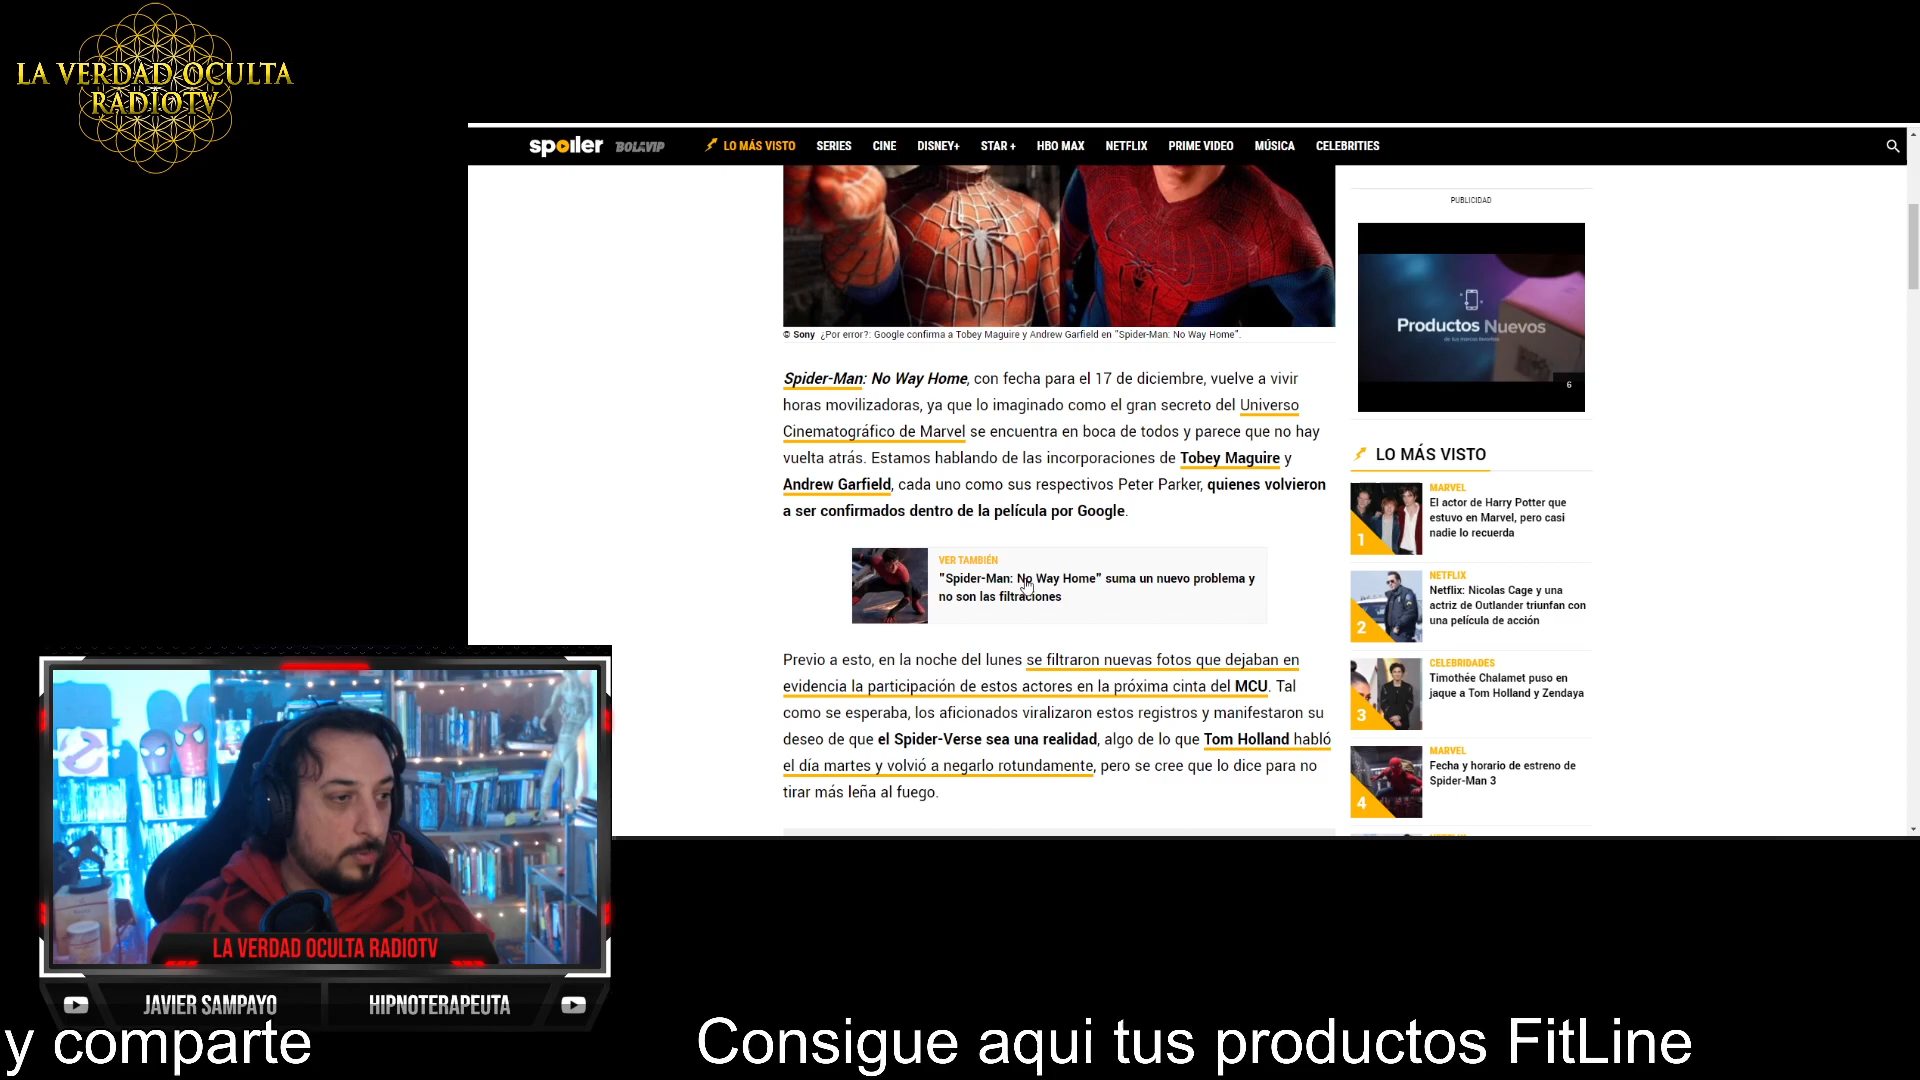 LA VERDAD OCULTA
RADIOTV
spoiler BOLAVIP LO MÁS VISTO SERIES CINE DISNEY+ STAR + HBO MAX NETFLIX PRIME VIDEO MÚSICA CELEBRITIES
© Sony ¿Por error?: Google confirma a Tobey Maguire y Andrew Garfield en "Spider-Man: No Way Home".
Spider-Man: No Way Home, con fecha para el 17 de diciembre, vuelve a vivir
horas movilizadoras, ya que lo imaginado como el gran secreto del Universo
Cinematográfico de Marvel se encuentra en boca de todos y parece que no hay
vuelta atrás. Estamos hablando de las incorporaciones de Tobey Maguire y
Andrew Garfield, cada uno como sus respectivos Peter Parker, quienes volvieron
a ser confirmados dentro de la película por Google.
VER TAMBIÉN
"Spider-Man: No Way Home" suma un nuevo problema y
no son las filtraciones
Previo a esto, en la noche del lunes se filtraron nuevas fotos que dejaban en
evidencia la participación de estos actores en la próxima cinta del MCU. Tal
como se esperaba, los aficionados viralizaron estos registros y manifestaron su
deseo de que el Spider-Verse sea una realidad, algo de lo que Tom Holland habló
el día martes y volvió a negarlo rotundamente, pero se cree que lo dice para no
tirar más leña al fuego.
PUBLICIDAD
Productos Nuevos
de tus marcas favoritas
6
LO MÁS VISTO
MARVEL
El actor de Harry Potter que
estuvo en Marvel, pero casi
nadie lo recuerda
1
NETFLIX
Netflix: Nicolas Cage y una
actriz de Outlander triunfan con
una película de acción
2
CELEBRIDADES
Timothée Chalamet puso en
jaque a Tom Holland y Zendaya
3
MARVEL
Fecha y horario de estreno de
Spider-Man 3
4
LA VERDAD OCULTA RADIOTV
JAVIER SAMPAYO HIPNOTERAPEUTA
y comparte Consigue aqui tus productos FitLine